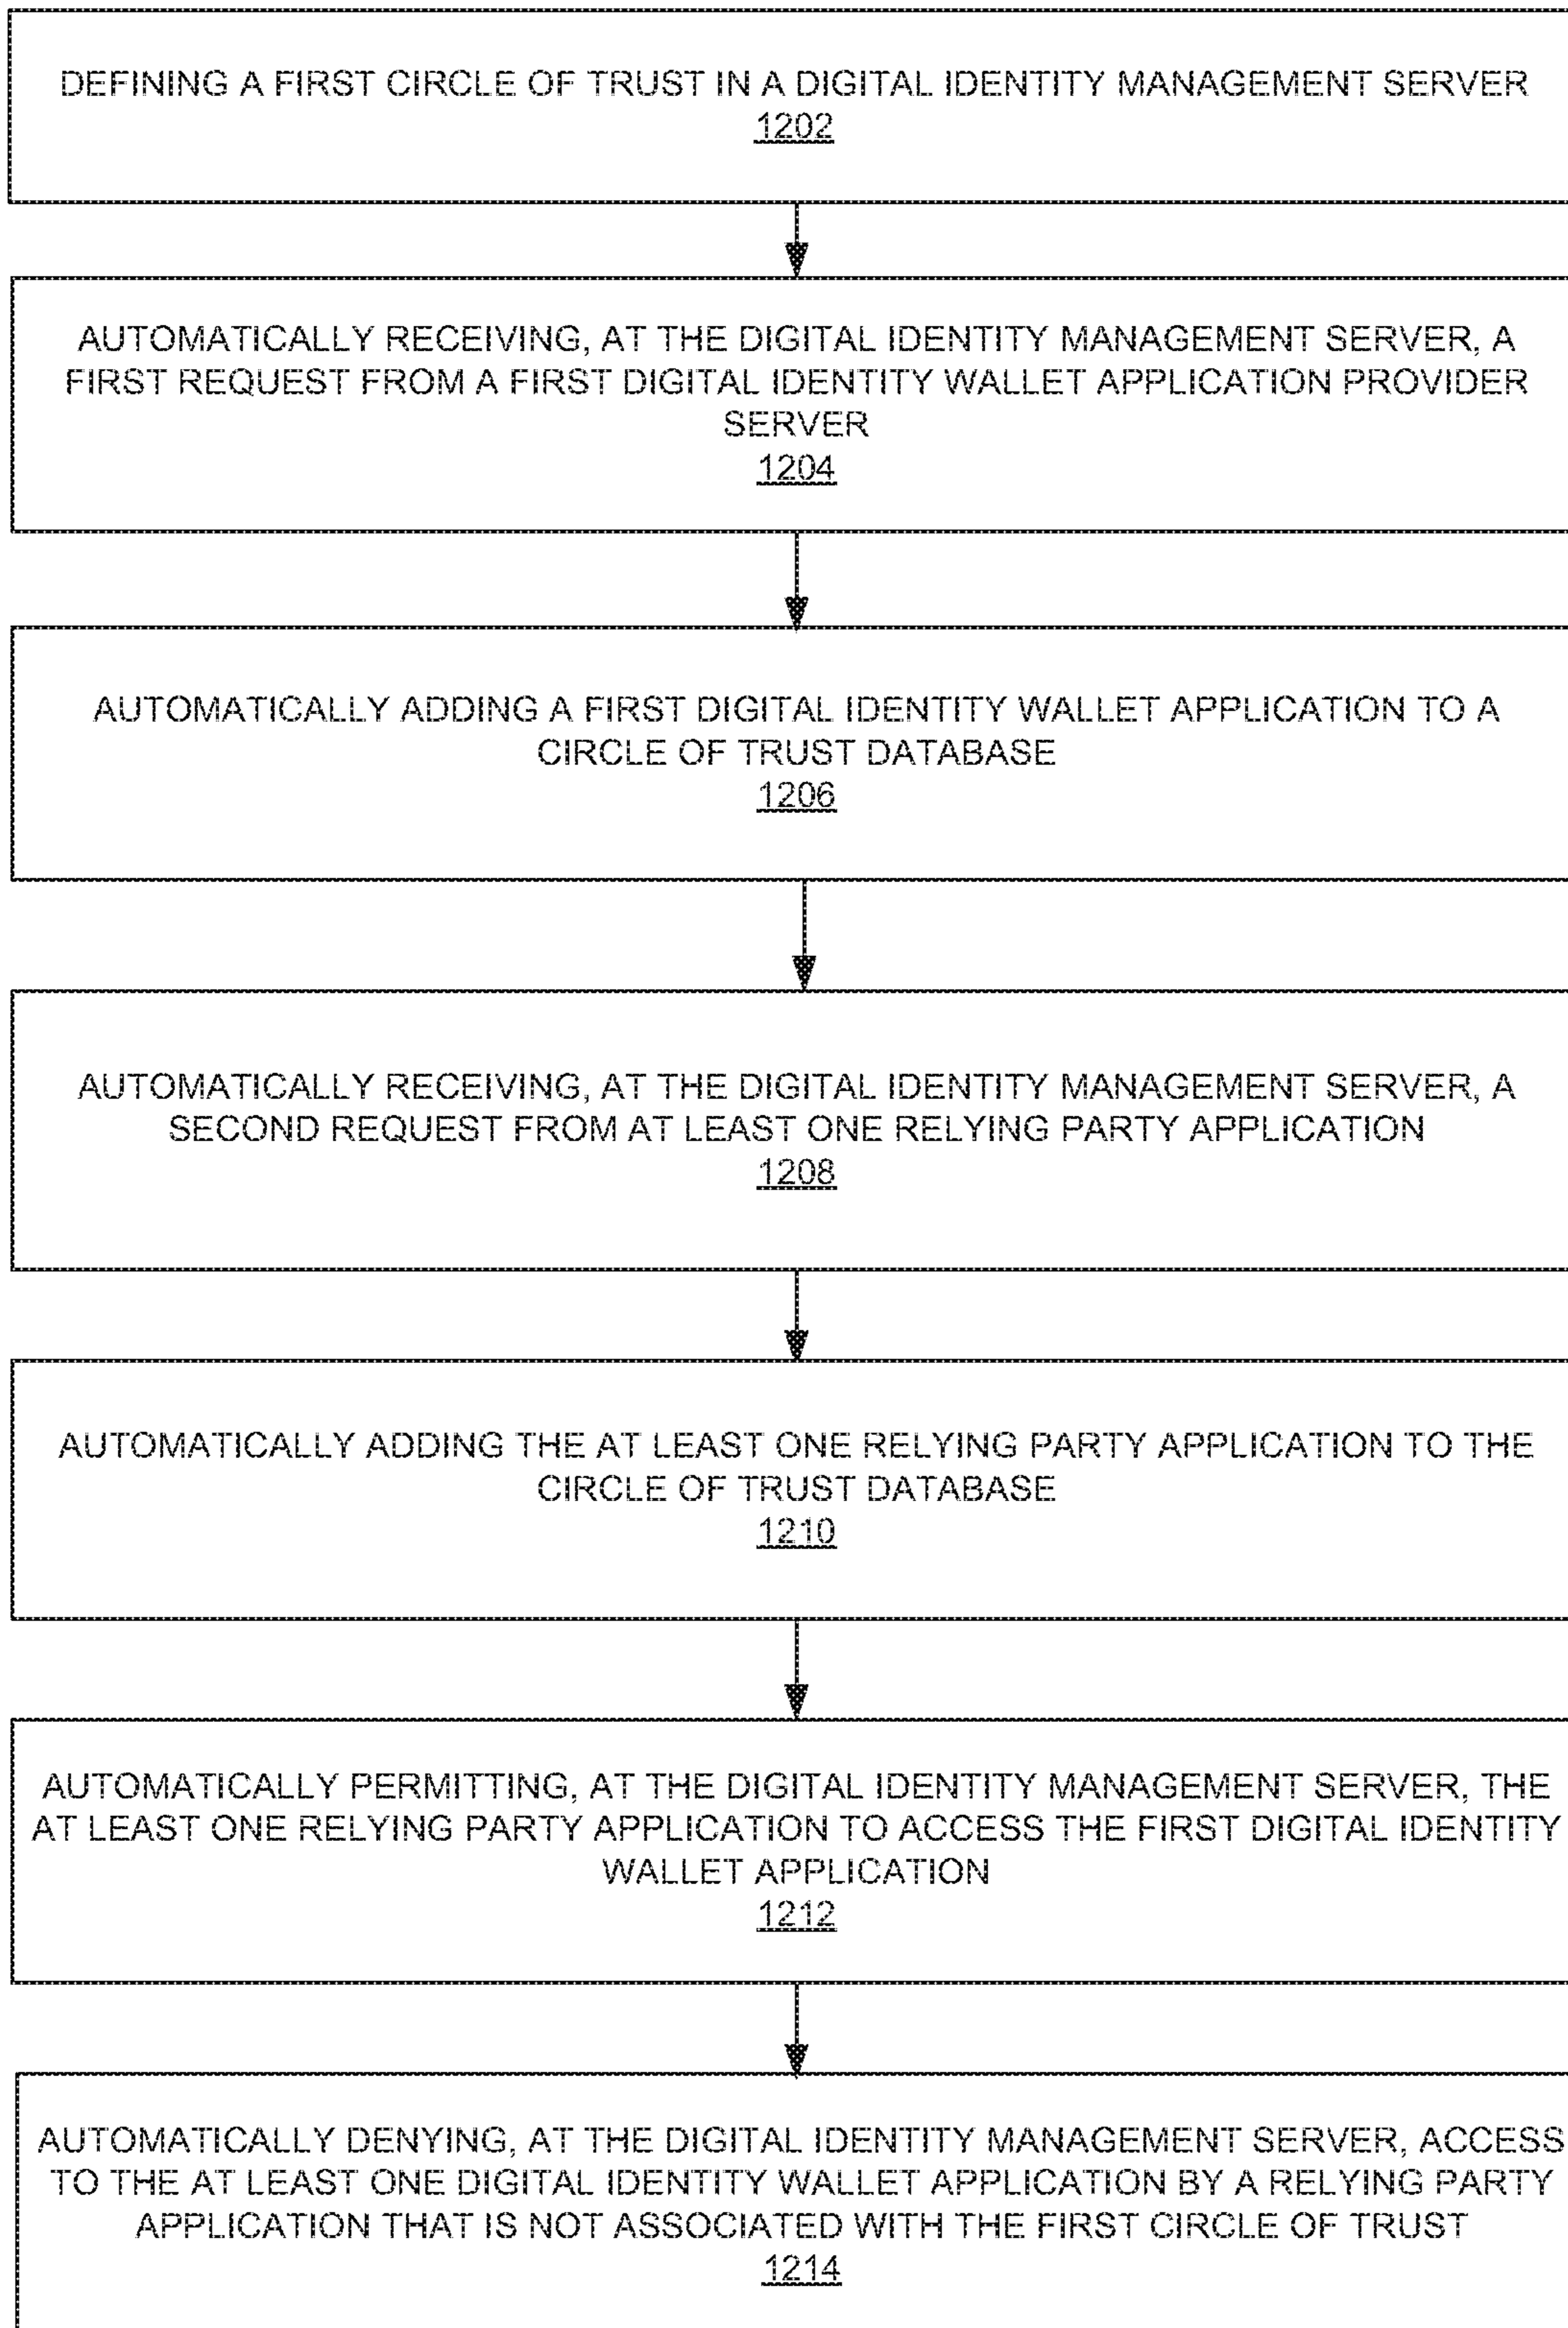 DEFINING A FIRST CIRCLE OF TRUST IN A DIGITAL IDENTITY MANAGEMENT SERVER
1202
AUTOMATICALLY RECEIVING, AT THE DIGITAL IDENTITY MANAGEMENT SERVER, A
FIRST REQUEST FROM A FIRST DIGITAL IDENTITY WALLET APPLICATION PROVIDER
SERVER
1204
AUTOMATICALLY ADDING A FIRST DIGITAL IDENTITY WALLET APPLICATION TO A
CIRCLE OF TRUST DATABASE
1206
AUTOMATICALLY RECEIVING, AT THE DIGITAL IDENTITY MANAGEMENT SERVER, A
SECOND REQUEST FROM AT LEAST ONE RELYING PARTY APPLICATION
1208
AUTOMATICALLY ADDING THE AT LEAST ONE RELYING PARTY APPLICATION TO THE
CIRCLE OF TRUST DATABASE
1210
AUTOMATICALLY PERMITTING, AT THE DIGITAL IDENTITY MANAGEMENT SERVER, THE
AT LEAST ONE RELYING PARTY APPLICATION TO ACCESS THE FIRST DIGITAL IDENTITY
WALLET APPLICATION
1212
AUTOMATICALLY DENYING, AT THE DIGITAL IDENTITY MANAGEMENT SERVER, ACCESS
TO THE AT LEAST ONE DIGITAL IDENTITY WALLET APPLICATION BY A RELYING PARTY
APPLICATION THAT IS NOT ASSOCIATED WITH THE FIRST CIRCLE OF TRUST
1214